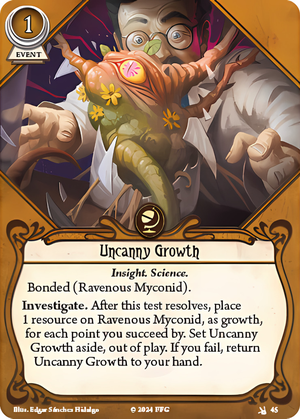 1
EVENT
Uncanny Growth
Insight. Science.
Bonded (Ravenous Myconid).
Investigate. After this test resolves, place
1 resource on Ravenous Myconid, as growth,
for each point you succeed by. Set Uncanny
Growth aside, out of play. If you fail, return
Uncanny Growth to your hand.
Illus. Edgar Sánchez Hidalgo
© 2024 FFG
45